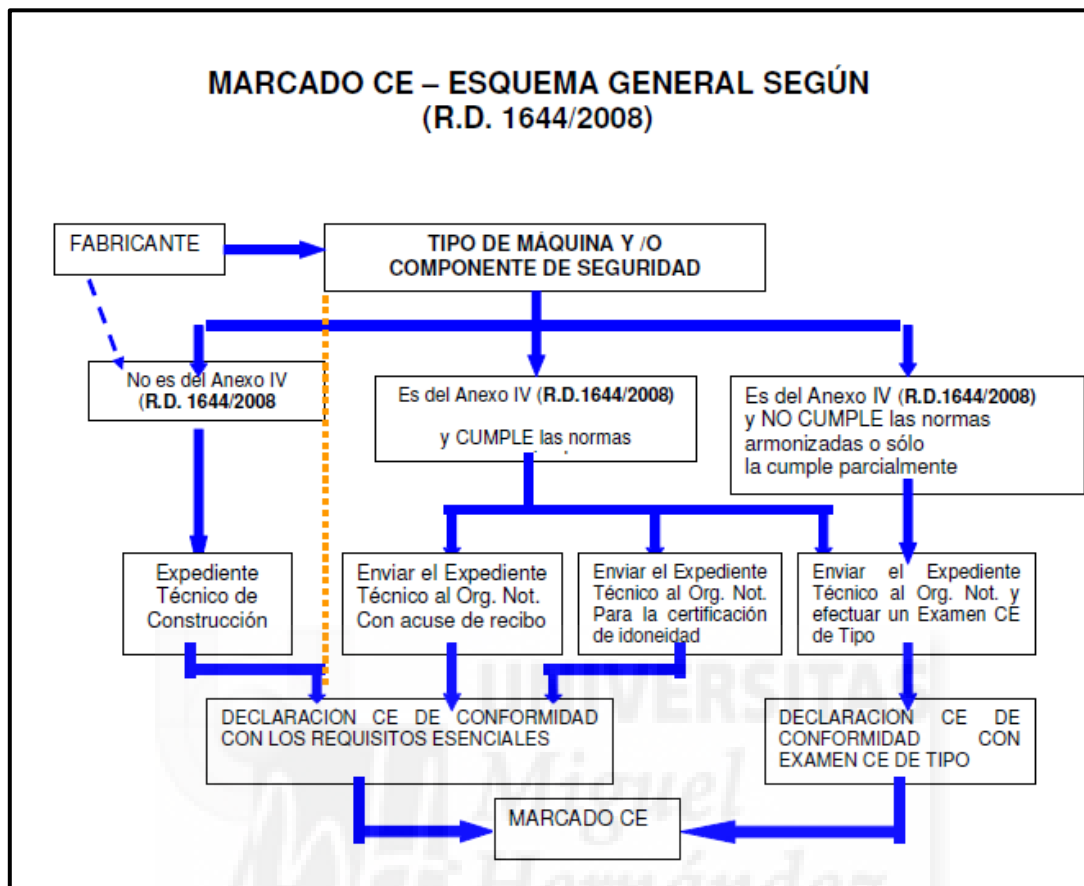 MARCADO CE – ESQUEMA GENERAL SEGÚN
(R.D. 1644/2008)
FABRICANTE
TIPO DE MÁQUINA Y /O
COMPONENTE DE SEGURIDAD
No es del Anexo IV
(R.D. 1644/2008
Es del Anexo IV (R.D.1644/2008)
y CUMPLE las normas
Es del Anexo IV (R.D.1644/2008)
y NO CUMPLE las normas
armonizadas o sólo
la cumple parcialmente
Expediente
Técnico de
Construcción
Enviar el Expediente
Técnico al Org. Not.
Con acuse de recibo
Enviar el Expediente
Técnico al Org. Not.
Para la certificación
de idoneidad
Enviar el Expediente
Técnico al Org. Not. y
efectuar un Examen CE
de Tipo
DECLARACIÓN CE DE CONFORMIDAD
CON LOS REQUISITOS ESENCIALES
DECLARACIÓN CE DE
CONFORMIDAD CON
EXAMEN CE DE TIPO
MARCADO CE
UNIVERSITAS
Miguel
Hernández